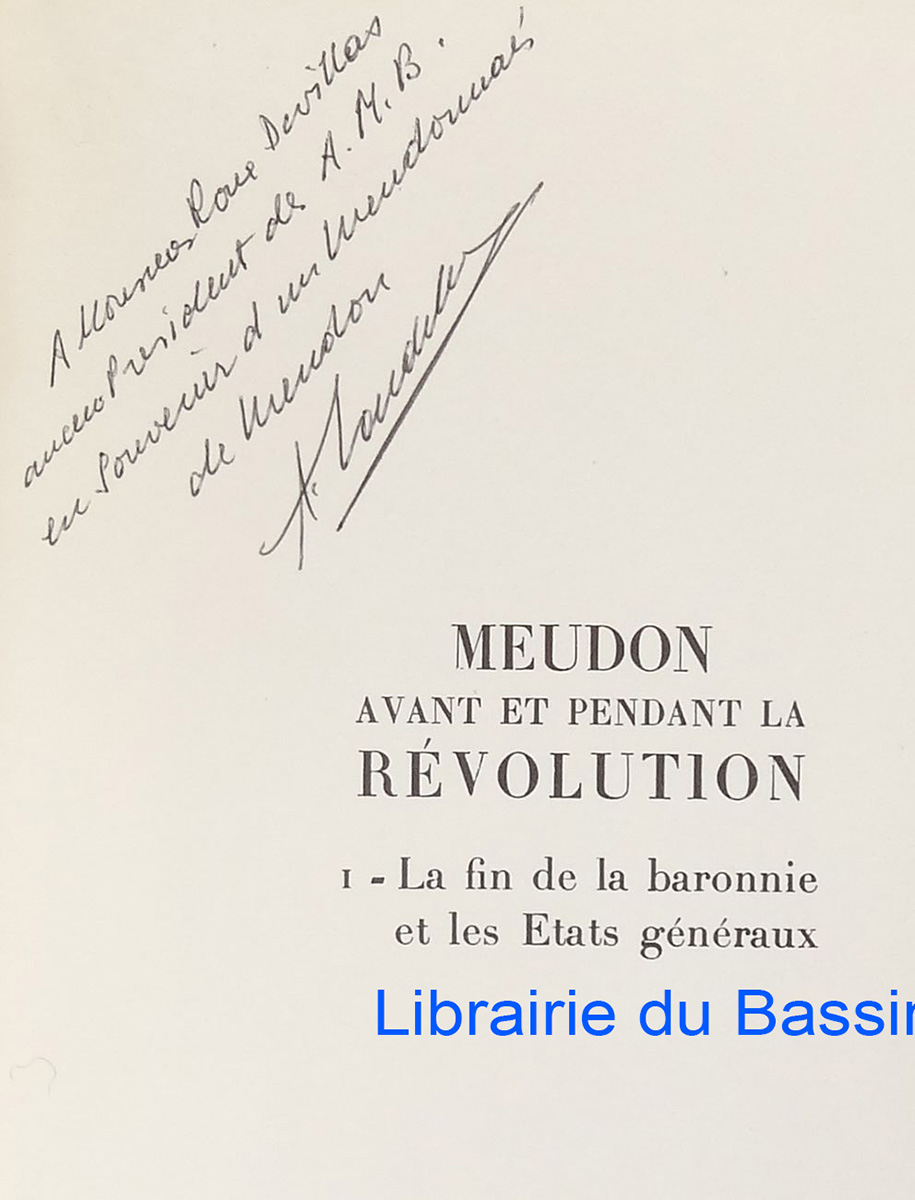 A Monsieur Roux Devillas
ancien Président de A.M.B.
en Souvenir d'un Meudonnais
de Meudon
MEUDON
AVANT ET PENDANT LA
RÉVOLUTION
I - La fin de la baronnie
et les Etats généraux
Librairie du Bassin